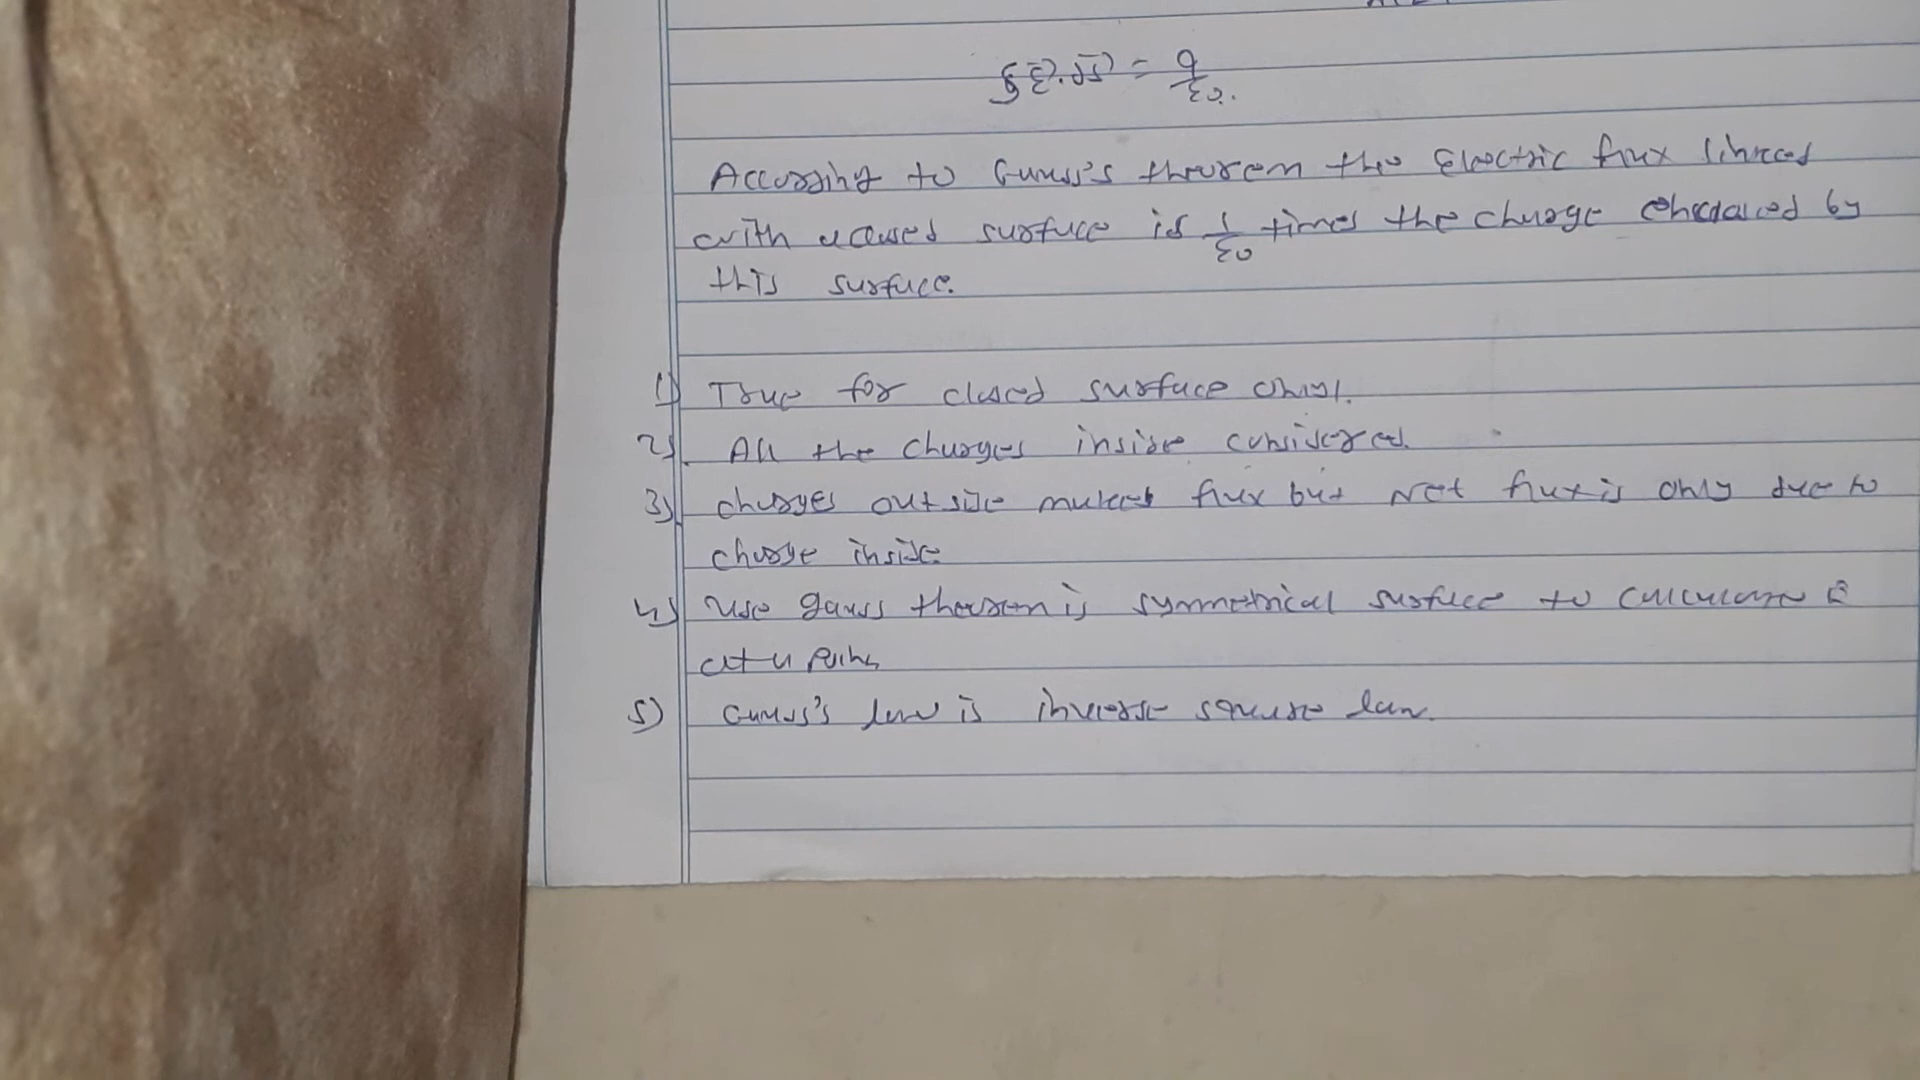 ∮ E⃗. ds⃗ = q/ε0.
According to Gauss's theorem the Electric flux linked
with a closed surface is 1/ε0 times the charge enclosed by
this surface.
1) True for closed surface only.
2) All the charges inside considered.
3) charges outside makes flux but Net flux is only due to
charge inside.
4) use gauss theorem is symmetrical surface to calculate E⃗
at a point
5) Gauss's law is inverse square law.